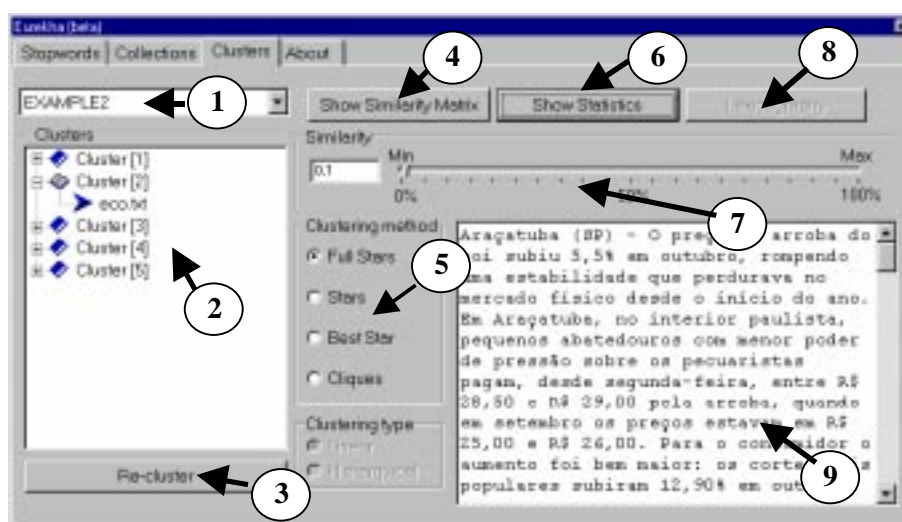 Eurekha (beta)
Stopwords Collections Clusters About
4
6
8
EXAMPLE2
1
Show Similarity Matrix
Show Statistics
Clusters
Cluster [1]
Cluster [2]
eco.txt
Cluster [3]
Cluster [4]
Cluster [5]
2
Re-cluster
3
Similarity
0.1
Min
Max
0%
50%
100%
7
Clustering method
Full Stars
Stars
Best Star
Cliques
5
Clustering type
Linear
Araçatuba (SP) - O arroba do
boi subiu 5,5% em outubro, rompendo
uma estabilidade que perdurava no
mercado físico desde o início do ano.
Em Araçatuba, no interior paulista,
pequenos abatedouros com menor poder
de pressão sobre os pecuaristas
pagam, desde segunda-feira, entre R$
28,50 e R$ 29,00 pela arroba, quando
em setembro os preços estavam em R$
25,00 e R$ 26,00. Para o consumidor o
aumento foi bem maior: os
populares subiram 12,90% em
9